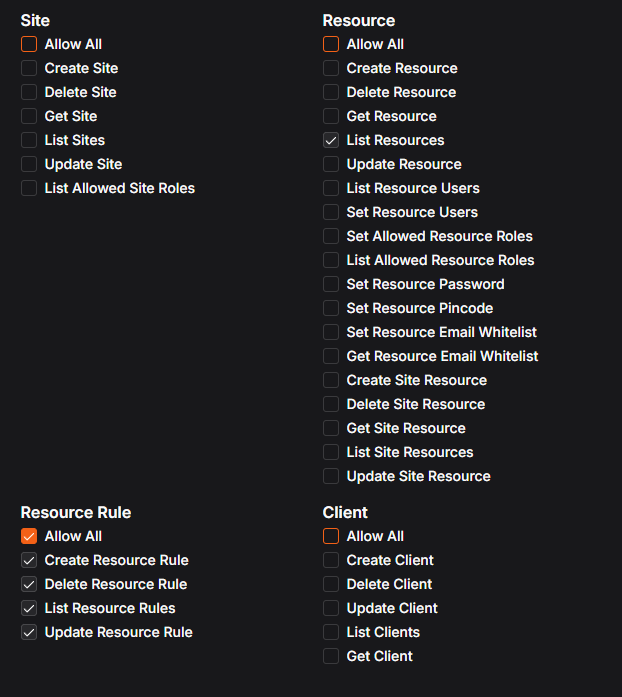 Site
Allow All
Create Site
Delete Site
Get Site
List Sites
Update Site
List Allowed Site Roles
Resource
Allow All
Create Resource
Delete Resource
Get Resource
List Resources
Update Resource
List Resource Users
Set Resource Users
Set Allowed Resource Roles
List Allowed Resource Roles
Set Resource Password
Set Resource Pincode
Set Resource Email Whitelist
Get Resource Email Whitelist
Create Site Resource
Delete Site Resource
Get Site Resource
List Site Resources
Update Site Resource
Resource Rule
Allow All
Create Resource Rule
Delete Resource Rule
List Resource Rules
Update Resource Rule
Client
Allow All
Create Client
Delete Client
Update Client
List Clients
Get Client